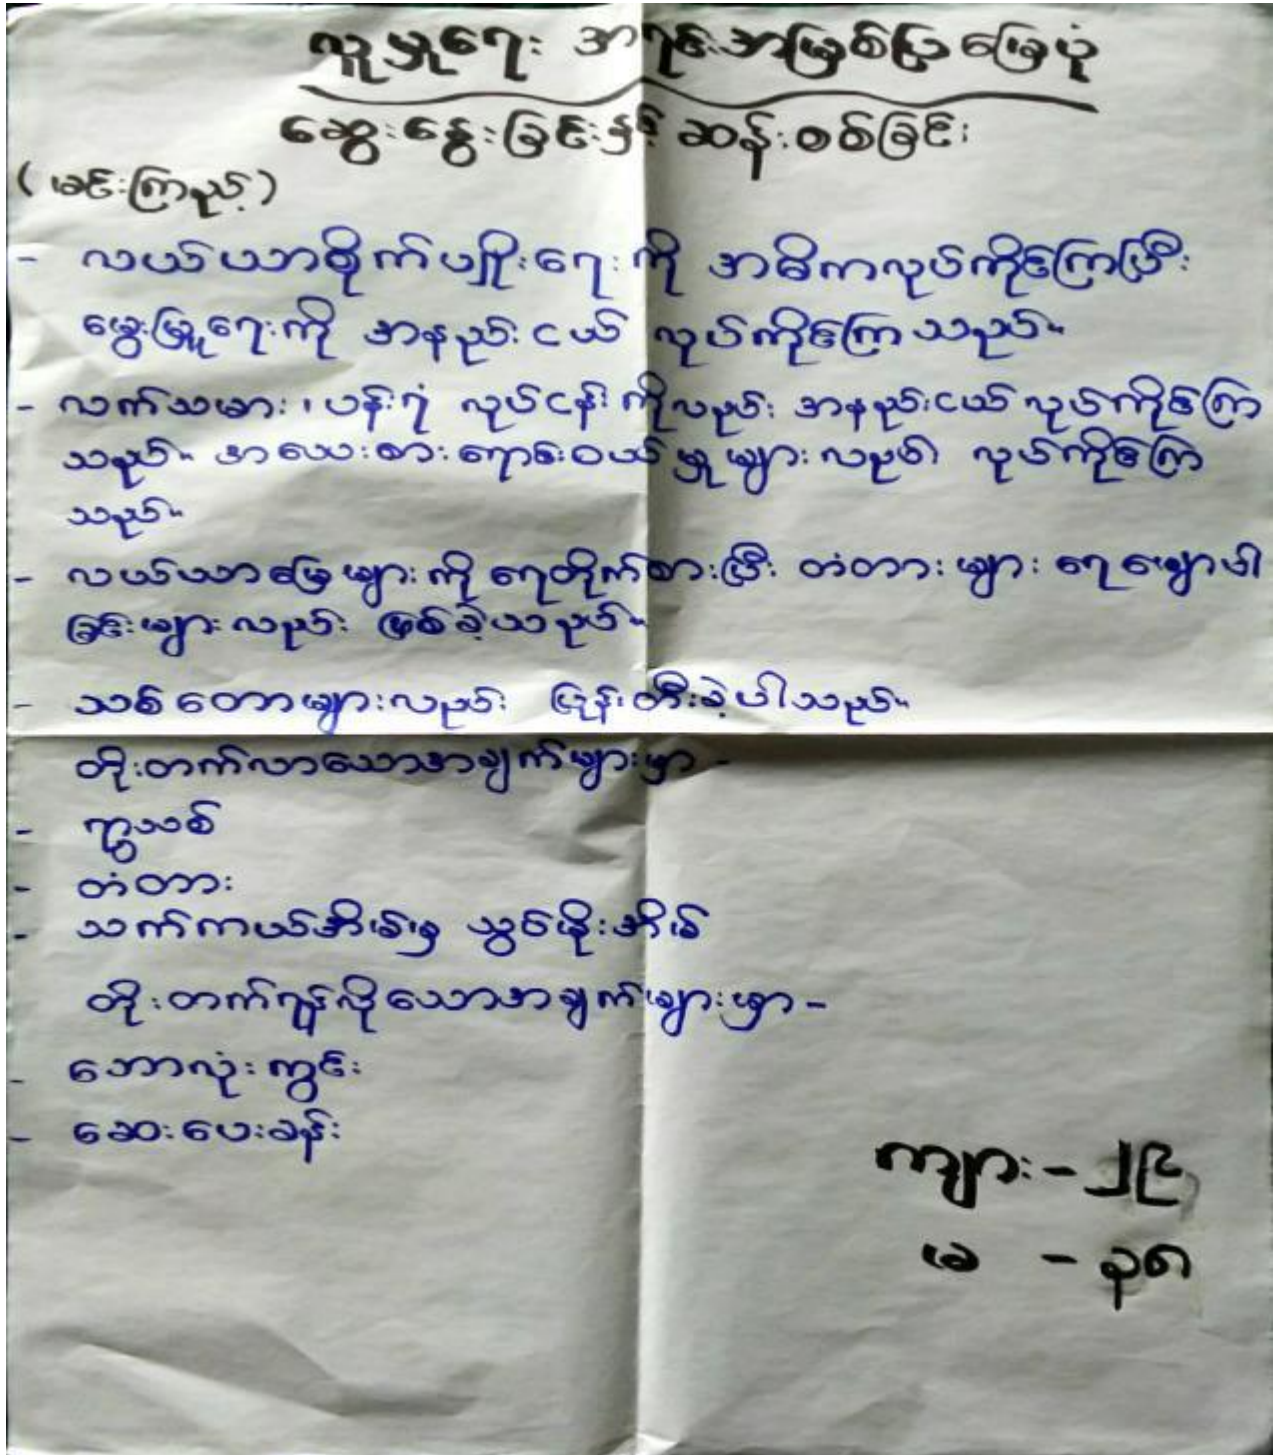 လူမှုရေး အရင်းအမြစ်ပြ မြေပုံ
ဆွေးနွေးခြင်းနှင့် ဆန်းစစ်ခြင်း
(မင်းကြည့်)
- လယ်ယာစိုက်ပျိုးရေးကို အဓိကလုပ်ကိုင်ကြပြီး
မွေးမြူရေးကို အနည်းငယ် လုပ်ကိုင်ကြသည်။
- လက်သမား၊ ပန်းရံ လုပ်ငန်းကိုလည်း အနည်းငယ် လုပ်ကိုင်ကြ
သည်။ အသေးစားရောင်းဝယ်မှုများလည်း လုပ်ကိုင်ကြ
သည်။
- လယ်ယာမြေများကို ရေတိုက်စားပြီး တံတားများ ရေမျောပါ
ခြင်းများလည်း ဖြစ်ခဲ့သည်။
- သစ်တောများလည်း ပြုန်းတီးခဲ့ပါသည်။
တိုးတက်လာသောအချက်များမှာ -
- ကျူသစ်
- တံတား
- သက်ကယ်အိမ်မှ သွပ်မိုးအိမ်
တိုးတက်ရန်လိုသောအချက်များမှာ -
- ဘောလုံးကွင်း
- ဆေးပေးခန်း
ကျား - ၂၉
မ - ၃၈